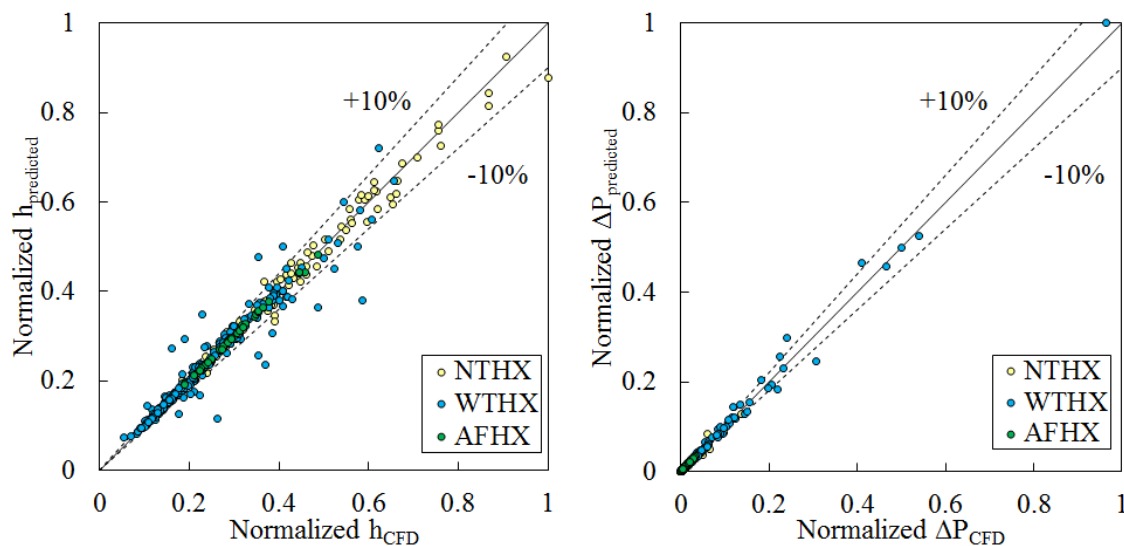 1
0.8
0.6
0.4
0.2
0
0
0.2
0.4
0.6
0.8
1
Normalized h_predicted
Normalized h_CFD
+10%
-10%
NTHX
WTHX
AFHX
1
0.8
0.6
0.4
0.2
0
0
0.2
0.4
0.6
0.8
1
Normalized ΔP_predicted
Normalized ΔP_CFD
+10%
-10%
NTHX
WTHX
AFHX